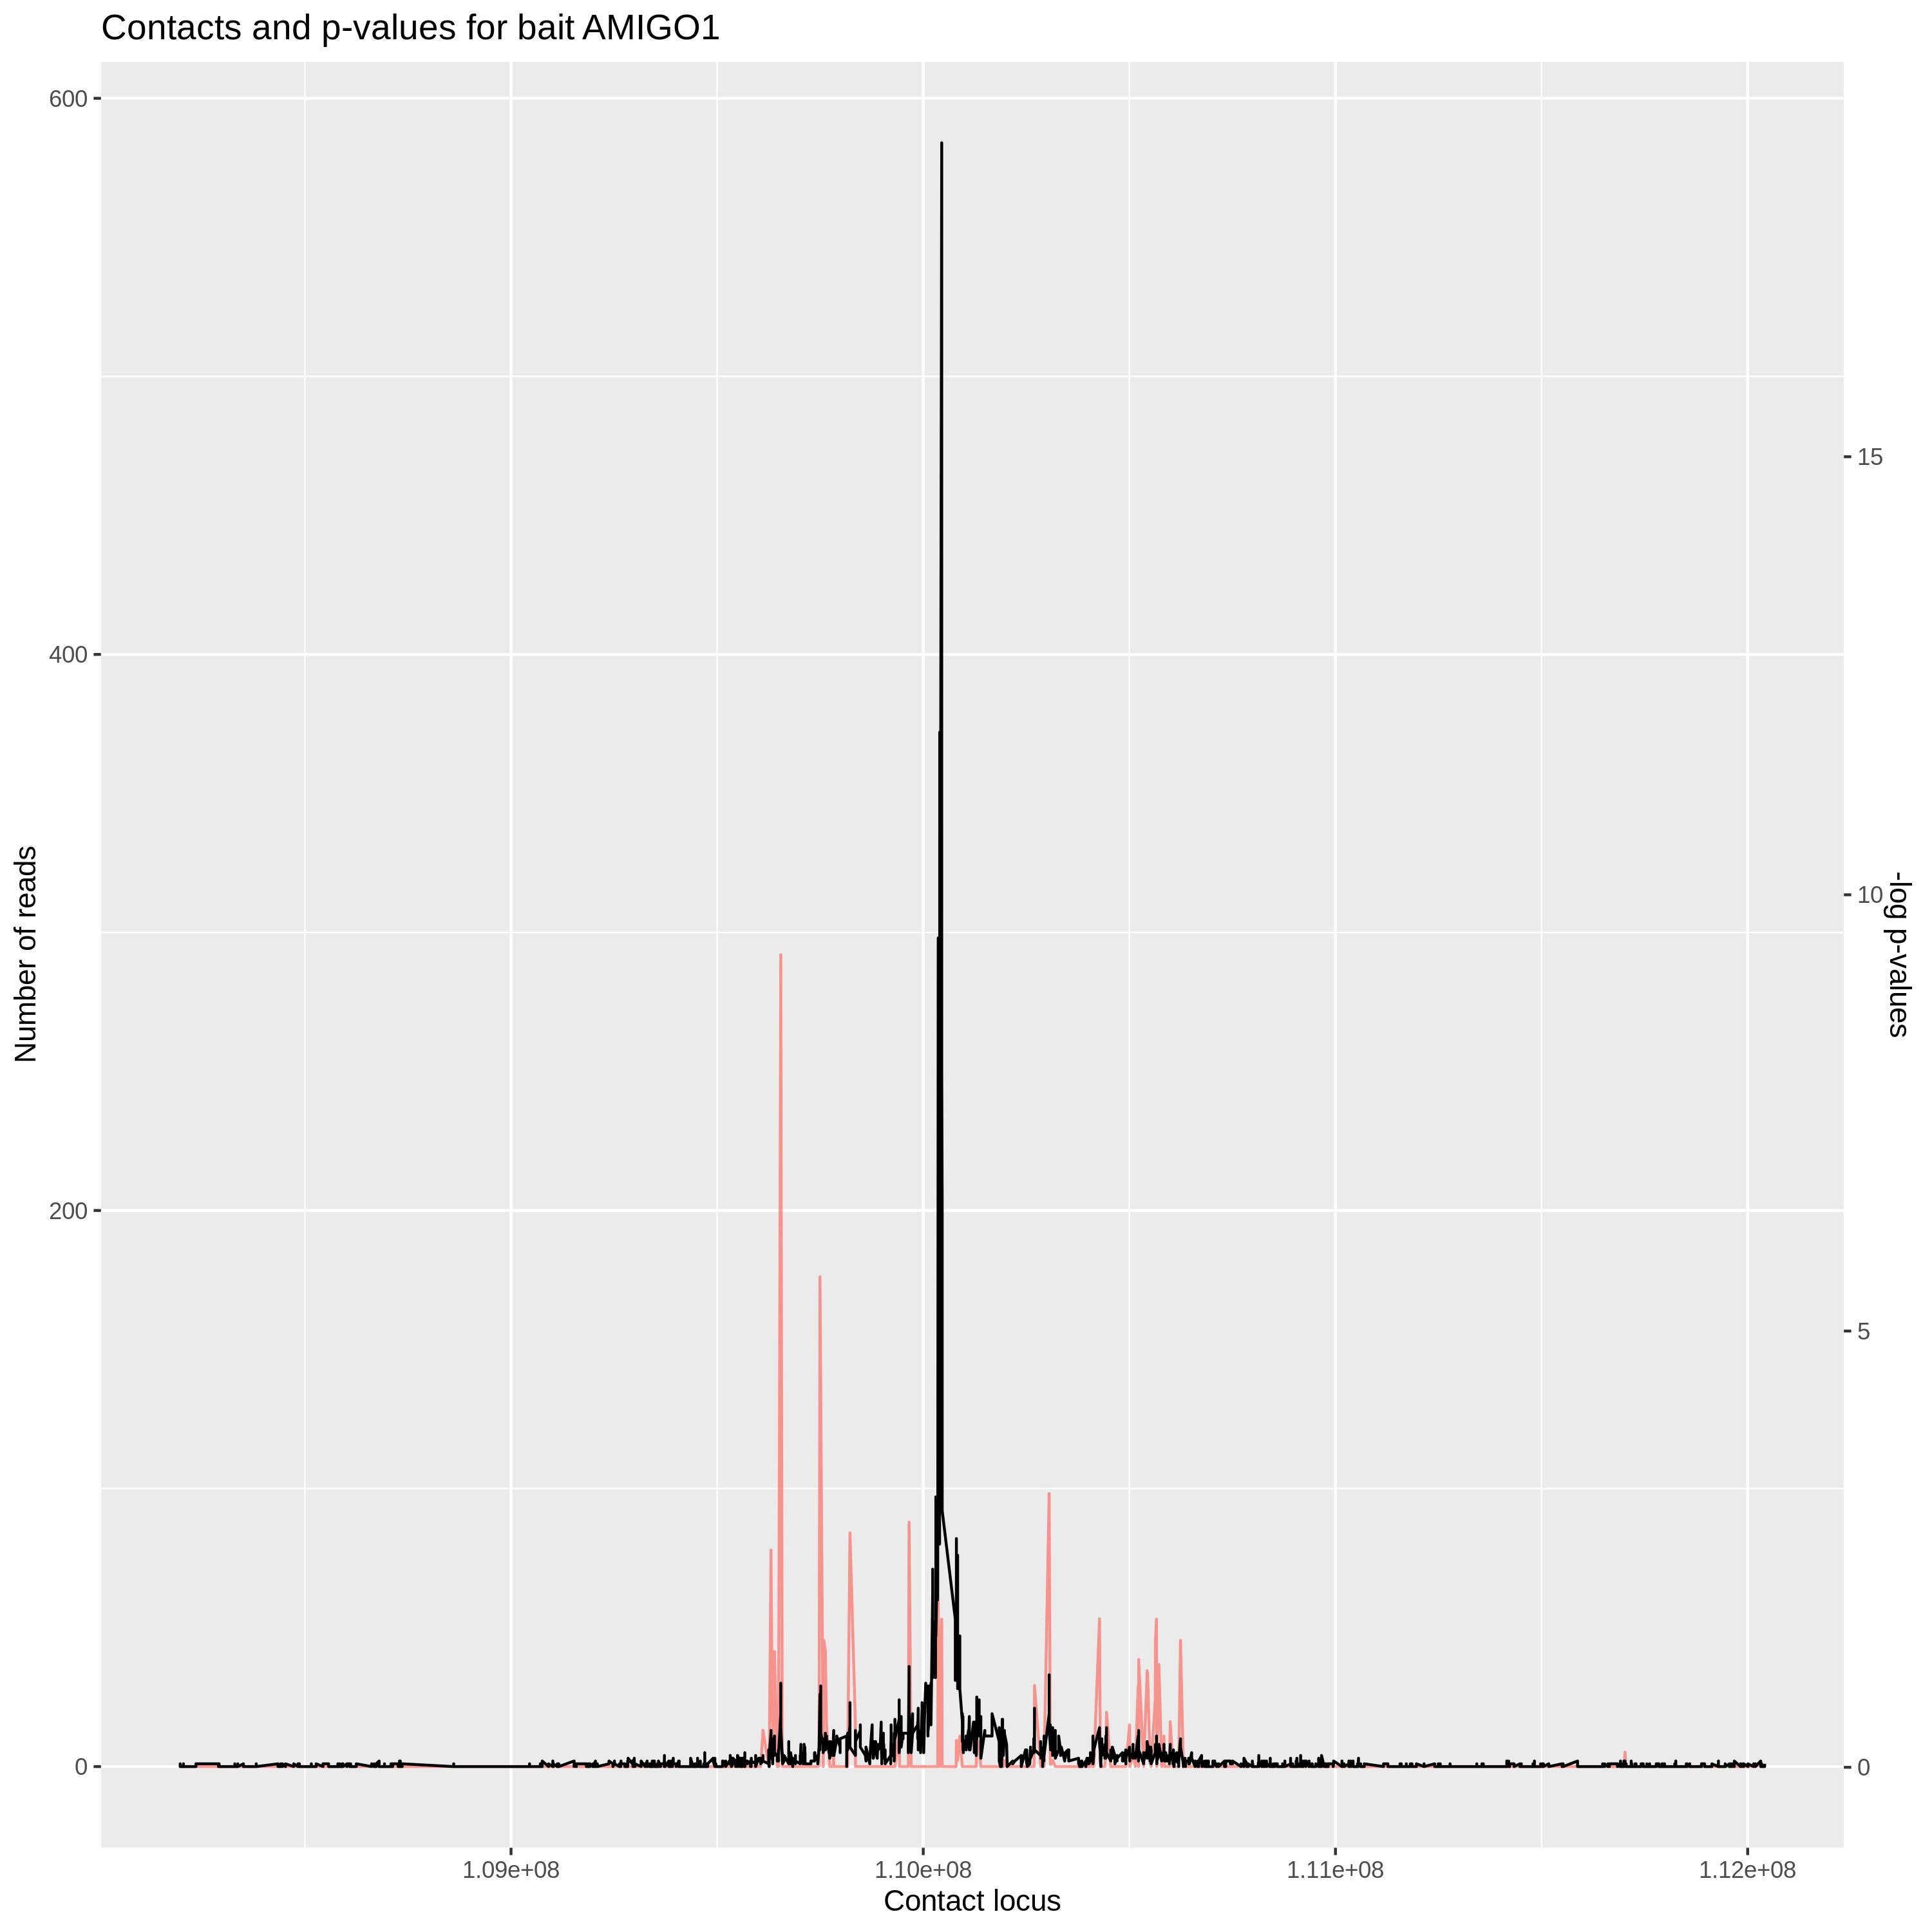 Contacts and p-values for bait AMIGO1
600
400
200
0
Number of reads
15
10
5
0
-log p-values
1.09e+08
1.10e+08
1.11e+08
1.12e+08
Contact locus